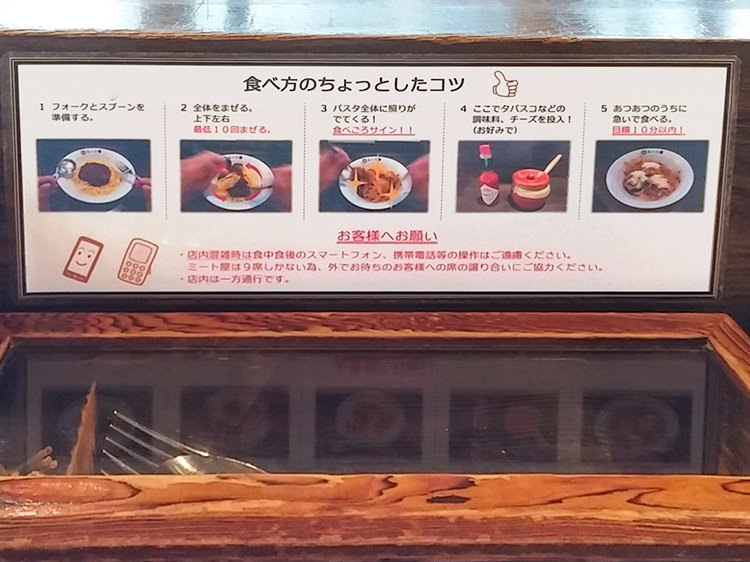 食べ方のちょっとしたコツ
1 フォークとスプーンを
準備する。
2 全体をまぜる。
上下左右
最低10回まぜる。
3 パスタ全体に照りが
でてくる！
食べごろサイン！！
4 ここでタバスコなどの
調味料、チーズを投入！
(お好みで)
5 あつあつのうちに
急いで食べる。
目標10分以内！
お客様へお願い
・店内混雑時は食中食後のスマートフォン、携帯電話等の操作はご遠慮ください。
ミート屋は9席しかない為、外でお待ちのお客様への席の譲り合いにご協力ください。
・店内は一方通行です。